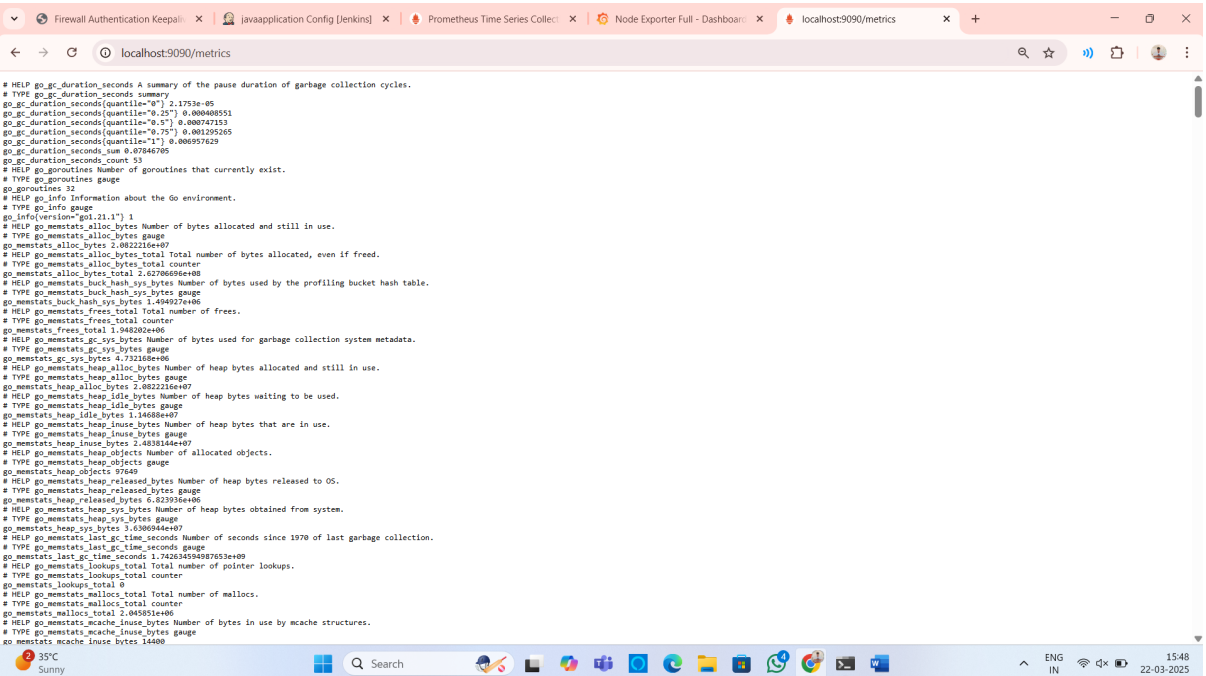 Firewall Authentication Keepaliv
javaapplication Config [Jenkins]
Prometheus Time Series Collect
Node Exporter Full - Dashboard
localhost:9090/metrics
localhost:9090/metrics
# HELP go_gc_duration_seconds A summary of the pause duration of garbage collection cycles.
# TYPE go_gc_duration_seconds summary
go_gc_duration_seconds{quantile="0"} 2.1753e-05
go_gc_duration_seconds{quantile="0.25"} 0.000408551
go_gc_duration_seconds{quantile="0.5"} 0.000747153
go_gc_duration_seconds{quantile="0.75"} 0.001295265
go_gc_duration_seconds{quantile="1"} 0.006957629
go_gc_duration_seconds_sum 0.07846705
go_gc_duration_seconds_count 53
# HELP go_goroutines Number of goroutines that currently exist.
# TYPE go_goroutines gauge
go_goroutines 32
# HELP go_info Information about the Go environment.
# TYPE go_info gauge
go_info{version="go1.21.1"} 1
# HELP go_memstats_alloc_bytes Number of bytes allocated and still in use.
# TYPE go_memstats_alloc_bytes gauge
go_memstats_alloc_bytes 2.0822216e+07
# HELP go_memstats_alloc_bytes_total Total number of bytes allocated, even if freed.
# TYPE go_memstats_alloc_bytes_total counter
go_memstats_alloc_bytes_total 2.62706696e+08
# HELP go_memstats_buck_hash_sys_bytes Number of bytes used by the profiling bucket hash table.
# TYPE go_memstats_buck_hash_sys_bytes gauge
go_memstats_buck_hash_sys_bytes 1.494927e+06
# HELP go_memstats_frees_total Total number of frees.
# TYPE go_memstats_frees_total counter
go_memstats_frees_total 1.948202e+06
# HELP go_memstats_gc_sys_bytes Number of bytes used for garbage collection system metadata.
# TYPE go_memstats_gc_sys_bytes gauge
go_memstats_gc_sys_bytes 4.732168e+06
# HELP go_memstats_heap_alloc_bytes Number of heap bytes allocated and still in use.
# TYPE go_memstats_heap_alloc_bytes gauge
go_memstats_heap_alloc_bytes 2.0822216e+07
# HELP go_memstats_heap_idle_bytes Number of heap bytes waiting to be used.
# TYPE go_memstats_heap_idle_bytes gauge
go_memstats_heap_idle_bytes 1.14688e+07
# HELP go_memstats_heap_inuse_bytes Number of heap bytes that are in use.
# TYPE go_memstats_heap_inuse_bytes gauge
go_memstats_heap_inuse_bytes 2.4838144e+07
# HELP go_memstats_heap_objects Number of allocated objects.
# TYPE go_memstats_heap_objects gauge
go_memstats_heap_objects 97649
# HELP go_memstats_heap_released_bytes Number of heap bytes released to OS.
# TYPE go_memstats_heap_released_bytes gauge
go_memstats_heap_released_bytes 6.823936e+06
# HELP go_memstats_heap_sys_bytes Number of heap bytes obtained from system.
# TYPE go_memstats_heap_sys_bytes gauge
go_memstats_heap_sys_bytes 3.6306944e+07
# HELP go_memstats_last_gc_time_seconds Number of seconds since 1970 of last garbage collection.
# TYPE go_memstats_last_gc_time_seconds gauge
go_memstats_last_gc_time_seconds 1.742634594987653e+09
# HELP go_memstats_lookups_total Total number of pointer lookups.
# TYPE go_memstats_lookups_total counter
go_memstats_lookups_total 0
# HELP go_memstats_mallocs_total Total number of mallocs.
# TYPE go_memstats_mallocs_total counter
go_memstats_mallocs_total 2.045851e+06
# HELP go_memstats_mcache_inuse_bytes Number of bytes in use by mcache structures.
# TYPE go_memstats_mcache_inuse_bytes gauge
go_memstats_mcache_inuse_bytes 14400
2
35°C
Sunny
Search
4
ENG
IN
15:48
22-03-2025